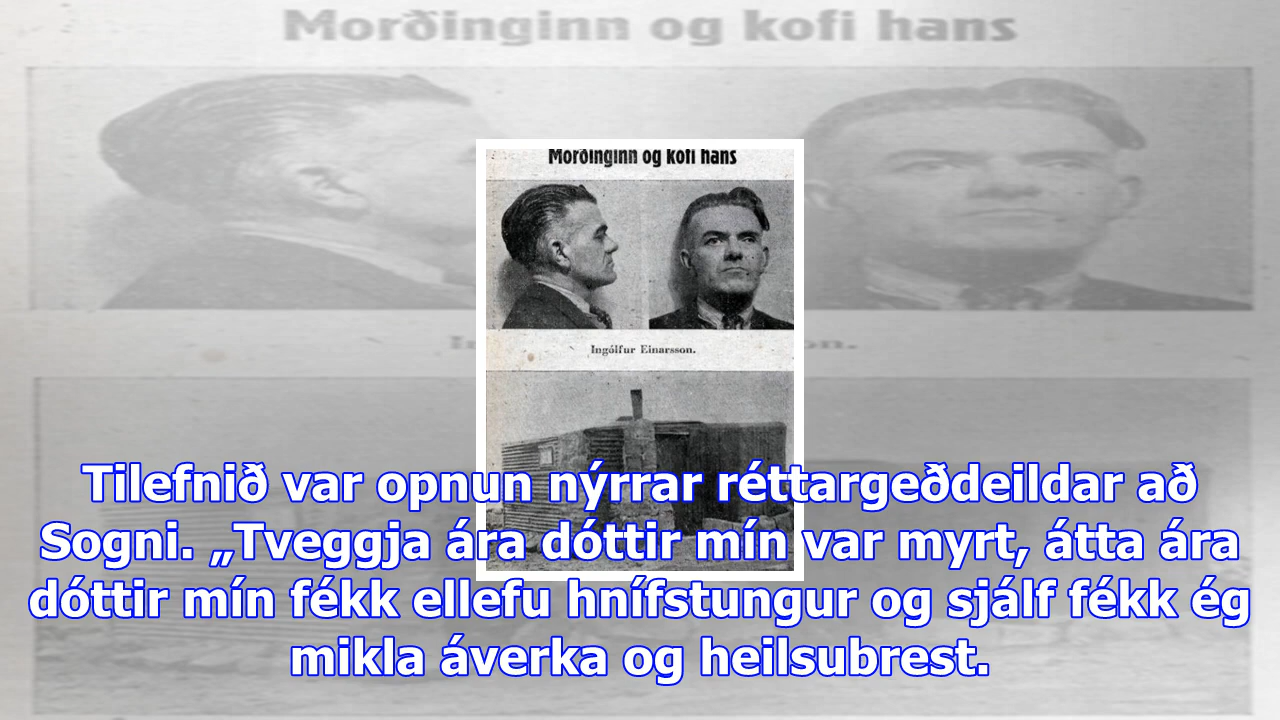 Morðinginn og kofi hans
Morðinginn og kofi hans
Ingólfur Einarsson.
Tilefnið var opnun nýrrar réttargeðdeildar að
Sogni. „Tveggja ára dóttir mín var myrt, átta ára
dóttir mín fékk ellefu hnífstungur og sjálf fékk ég
mikla áverka og heilsubrest.